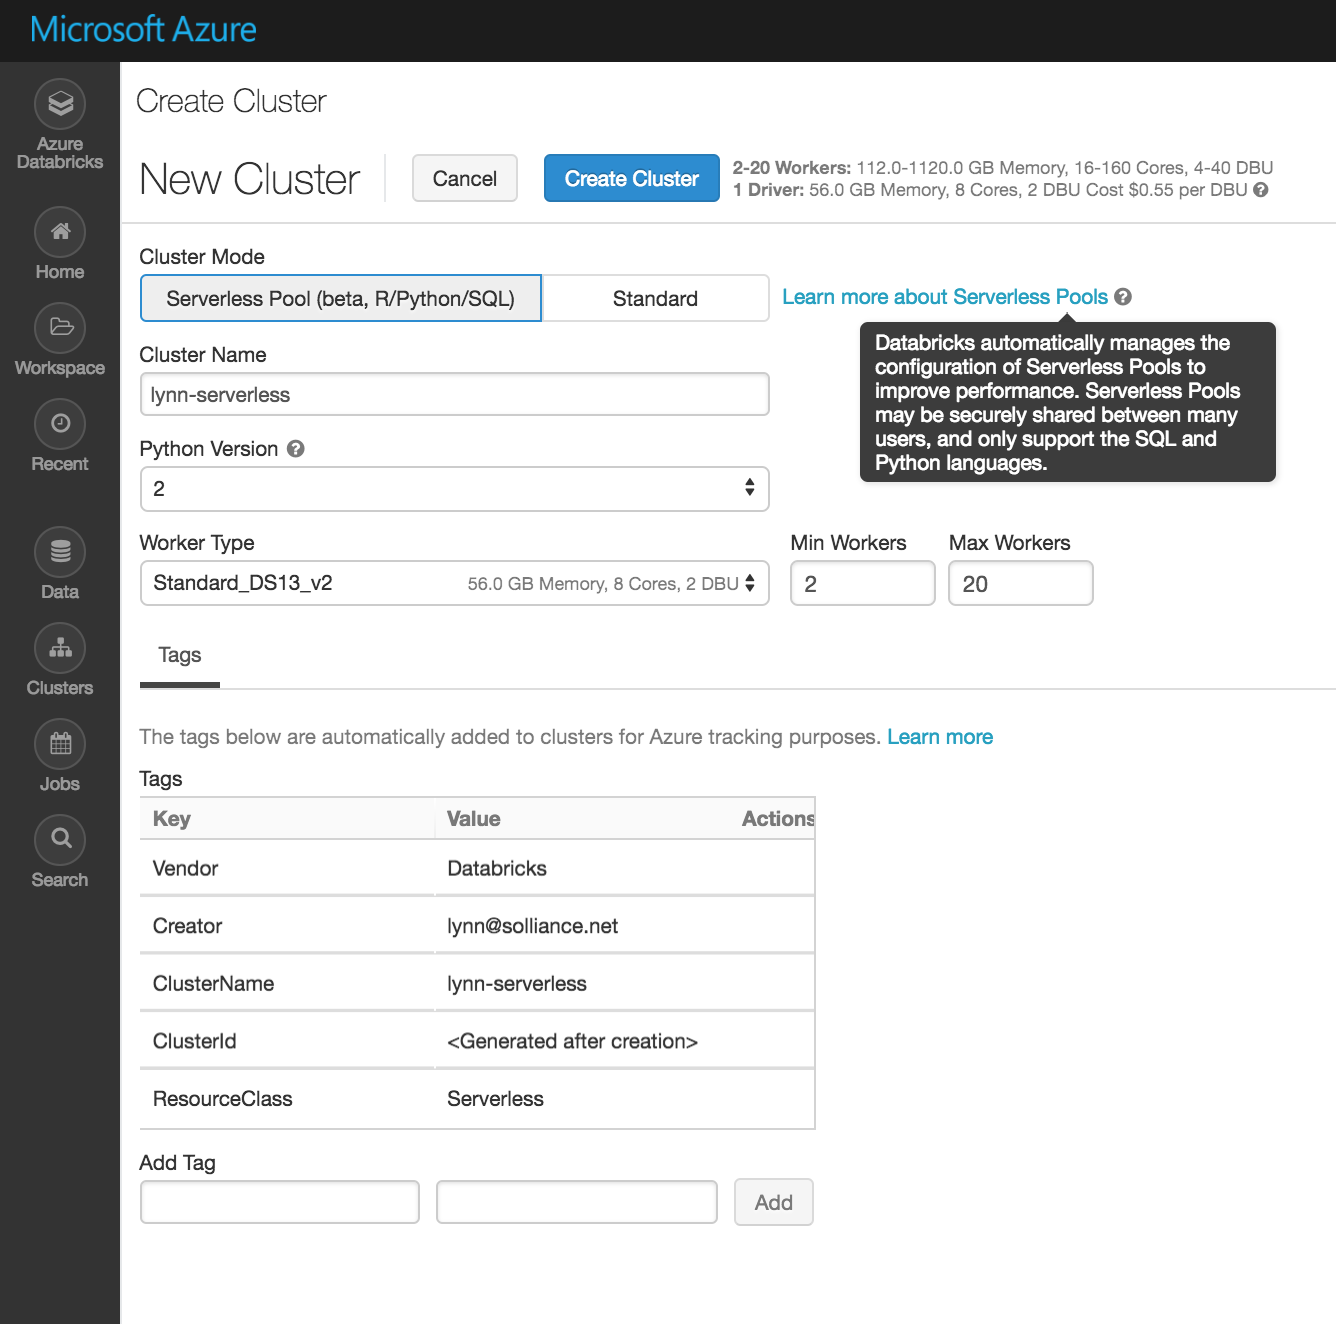 Microsoft Azure
Azure
Databricks
Home
Workspace
Recent
Data
Clusters
Jobs
Search
Create Cluster
New Cluster
Cancel
Create Cluster
2-20 Workers: 112.0-1120.0 GB Memory, 16-160 Cores, 4-40 DBU
1 Driver: 56.0 GB Memory, 8 Cores, 2 DBU Cost $0.55 per DBU ?
Cluster Mode
Serverless Pool (beta, R/Python/SQL)
Standard
Learn more about Serverless Pools ?
Databricks automatically manages the
configuration of Serverless Pools to
improve performance. Serverless Pools
may be securely shared between many
users, and only support the SQL and
Python languages.
Cluster Name
lynn-serverless
Python Version ?
2
Worker Type
Standard_DS13_v2 56.0 GB Memory, 8 Cores, 2 DBU
Min Workers
2
Max Workers
20
Tags
The tags below are automatically added to clusters for Azure tracking purposes. Learn more
Tags
Key Value Actions
Vendor Databricks
Creator lynn@solliance.net
ClusterName lynn-serverless
ClusterId <Generated after creation>
ResourceClass Serverless
Add Tag
Add